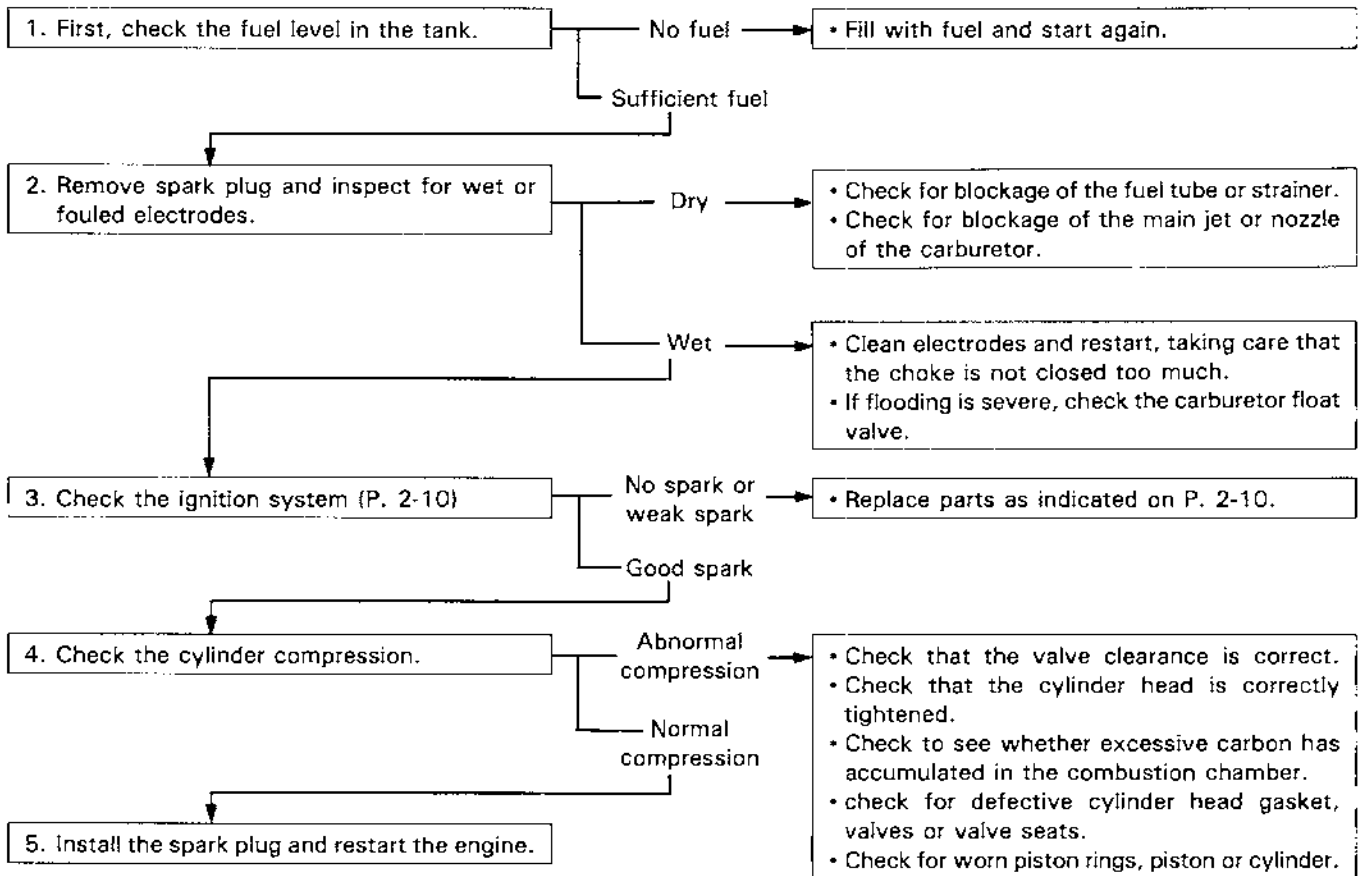 1. First, check the fuel level in the tank.
No fuel
• Fill with fuel and start again.
Sufficient fuel
2. Remove spark plug and inspect for wet or
fouled electrodes.
Dry
• Check for blockage of the fuel tube or strainer.
• Check for blockage of the main jet or nozzle
of the carburetor.
Wet
• Clean electrodes and restart, taking care that
the choke is not closed too much.
• If flooding is severe, check the carburetor float
valve.
3. Check the ignition system (P. 2-10)
No spark or
weak spark
• Replace parts as indicated on P. 2-10.
Good spark
4. Check the cylinder compression.
Abnormal
compression
• Check that the valve clearance is correct.
• Check that the cylinder head is correctly
tightened.
• Check to see whether excessive carbon has
accumulated in the combustion chamber.
• check for defective cylinder head gasket,
valves or valve seats.
• Check for worn piston rings, piston or cylinder.
Normal
compression
5. Install the spark plug and restart the engine.